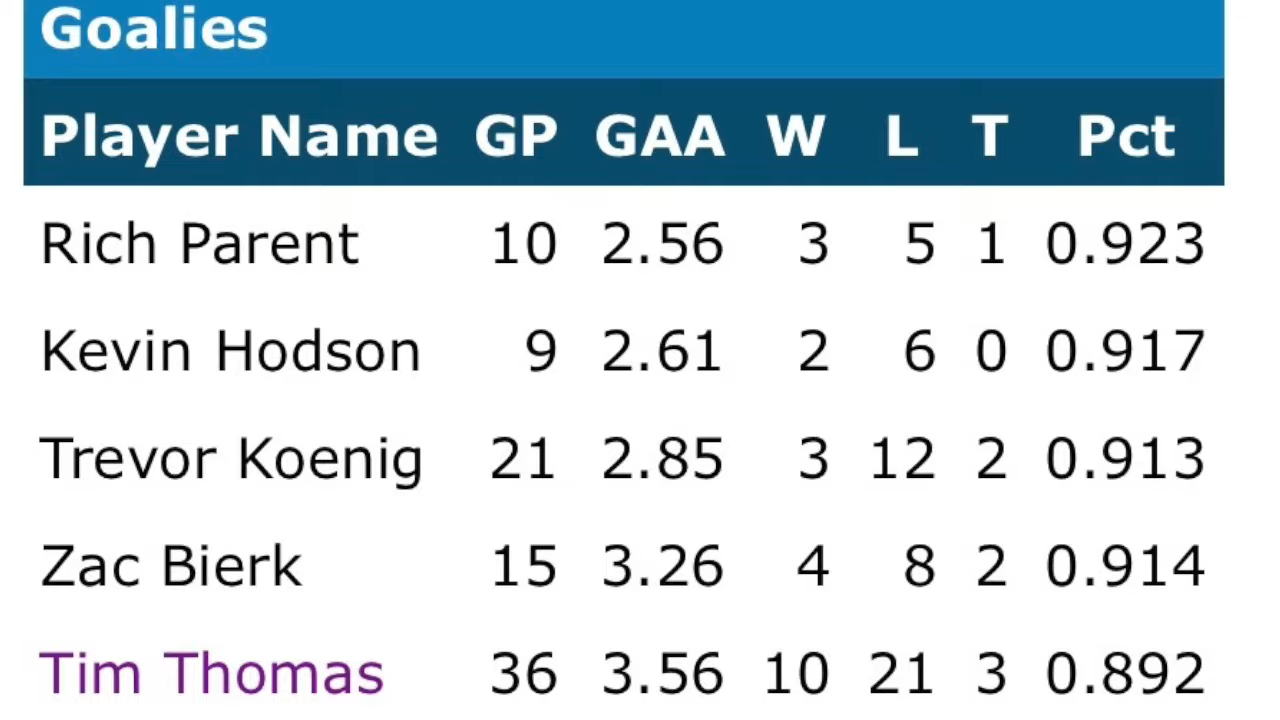 Goalies
Player Name GP GAA W L T Pct
Rich Parent 10 2.56 3 5 1 0.923
Kevin Hodson 9 2.61 2 6 0 0.917
Trevor Koenig 21 2.85 3 12 2 0.913
Zac Bierk 15 3.26 4 8 2 0.914
Tim Thomas 36 3.56 10 21 3 0.892